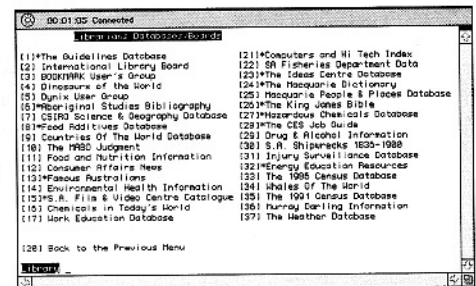 00:01:05 Connected
Librarians Databases/Boards
[1]*The Guidelines Database
[2] International Library Board
[3] BOOKMARK User's Group
[4] Dinosaurs of the World
[5] Dynix User Group
[6]*Aboriginal Studies Bibliography
[7] CSIRO Science & Geography Database
[8]*Food Additives Database
[9] Countries Of The World Database
[10] The MABO Judgment
[11] Food and Nutrition Information
[12] Consumer Affairs News
[13]*Famous Australians
[14] Environmental Health Information
[15]*S.A. Film & Video Centre Catalogue
[16] Chemicals in Today's World
[17] Work Education Database
[21]*Computers and Hi Tech Index
[22] SA Fisheries Department Data
[23]*The Ideas Centre Database
[24]*The Macquarie Dictionary
[25] Macquarie People & Places Database
[26]*The King James Bible
[27]*Hazardous Chemicals Database
[28]*The CES Job Guide
[29] Drug & Alcohol Information
[30] S.A. Shipwrecks 1835-1980
[31] Injury Surveillance Database
[32]*Energy Education Resources
[33] The 1986 Census Database
[34] Whales Of The World
[35] The 1991 Census Database
[36] Murray Darling Information
[37] The Weather Database
[20] Back to the Previous Menu
Library _